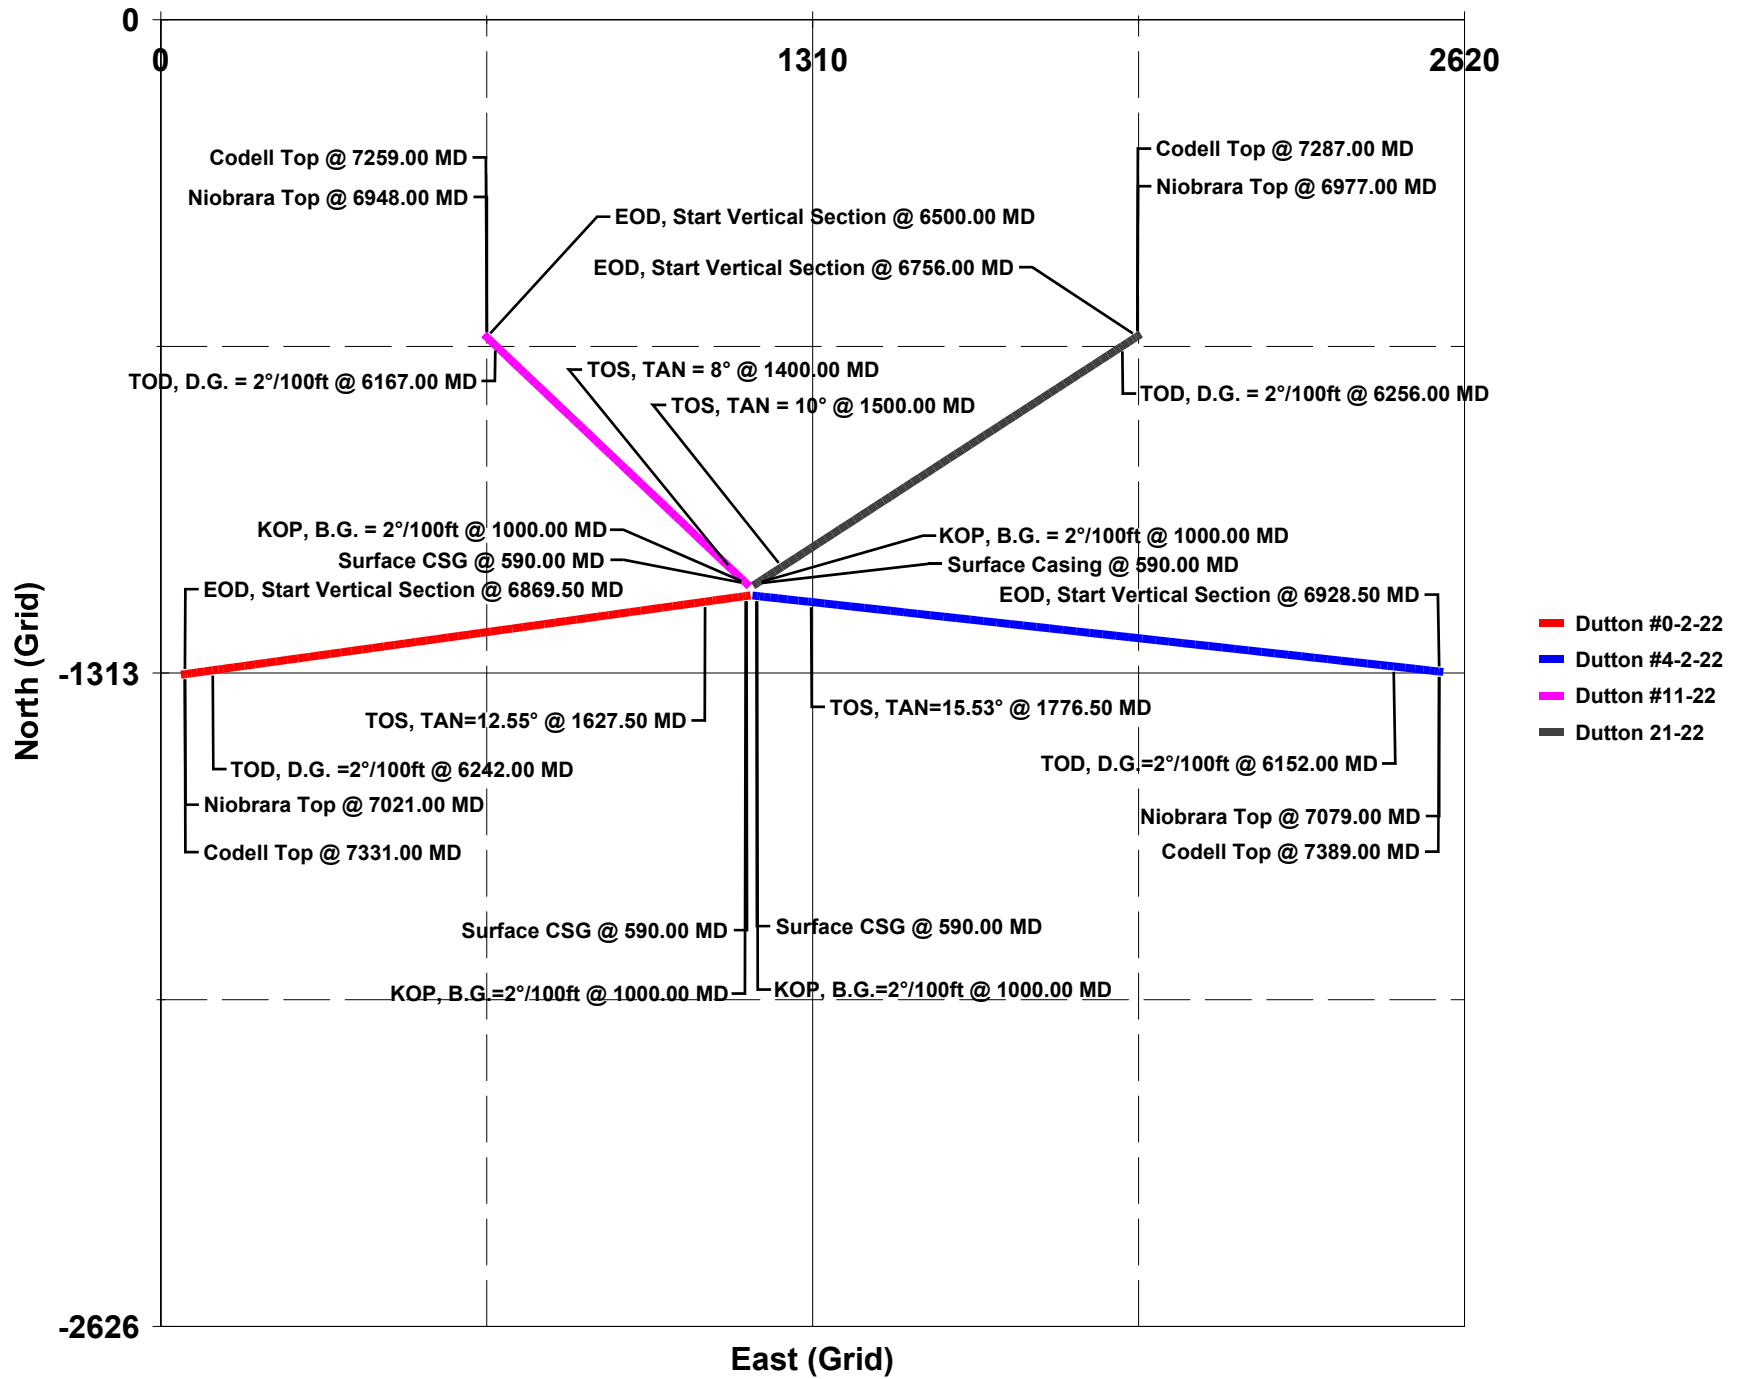 0
0
1310
2620
Codell Top @ 7259.00 MD
Codell Top @ 7287.00 MD
Niobrara Top @ 6948.00 MD
Niobrara Top @ 6977.00 MD
EOD, Start Vertical Section @ 6500.00 MD
EOD, Start Vertical Section @ 6756.00 MD
TOS, TAN = 8° @ 1400.00 MD
TOD, D.G. = 2°/100ft @ 6167.00 MD
TOD, D.G. = 2°/100ft @ 6256.00 MD
TOS, TAN = 10° @ 1500.00 MD
KOP, B.G. = 2°/100ft @ 1000.00 MD
KOP, B.G. = 2°/100ft @ 1000.00 MD
Surface CSG @ 590.00 MD
Surface Casing @ 590.00 MD
EOD, Start Vertical Section @ 6869.50 MD
EOD, Start Vertical Section @ 6928.50 MD
North (Grid)
-1313
Dutton #0-2-22
Dutton #4-2-22
Dutton #11-22
Dutton 21-22
TOS, TAN=12.55° @ 1627.50 MD
TOS, TAN=15.53° @ 1776.50 MD
TOD, D.G. =2°/100ft @ 6242.00 MD
TOD, D.G.=2°/100ft @ 6152.00 MD
Niobrara Top @ 7021.00 MD
Niobrara Top @ 7079.00 MD
Codell Top @ 7331.00 MD
Codell Top @ 7389.00 MD
Surface CSG @ 590.00 MD
Surface CSG @ 590.00 MD
KOP, B.G.=2°/100ft @ 1000.00 MD
KOP, B.G.=2°/100ft @ 1000.00 MD
-2626
East (Grid)